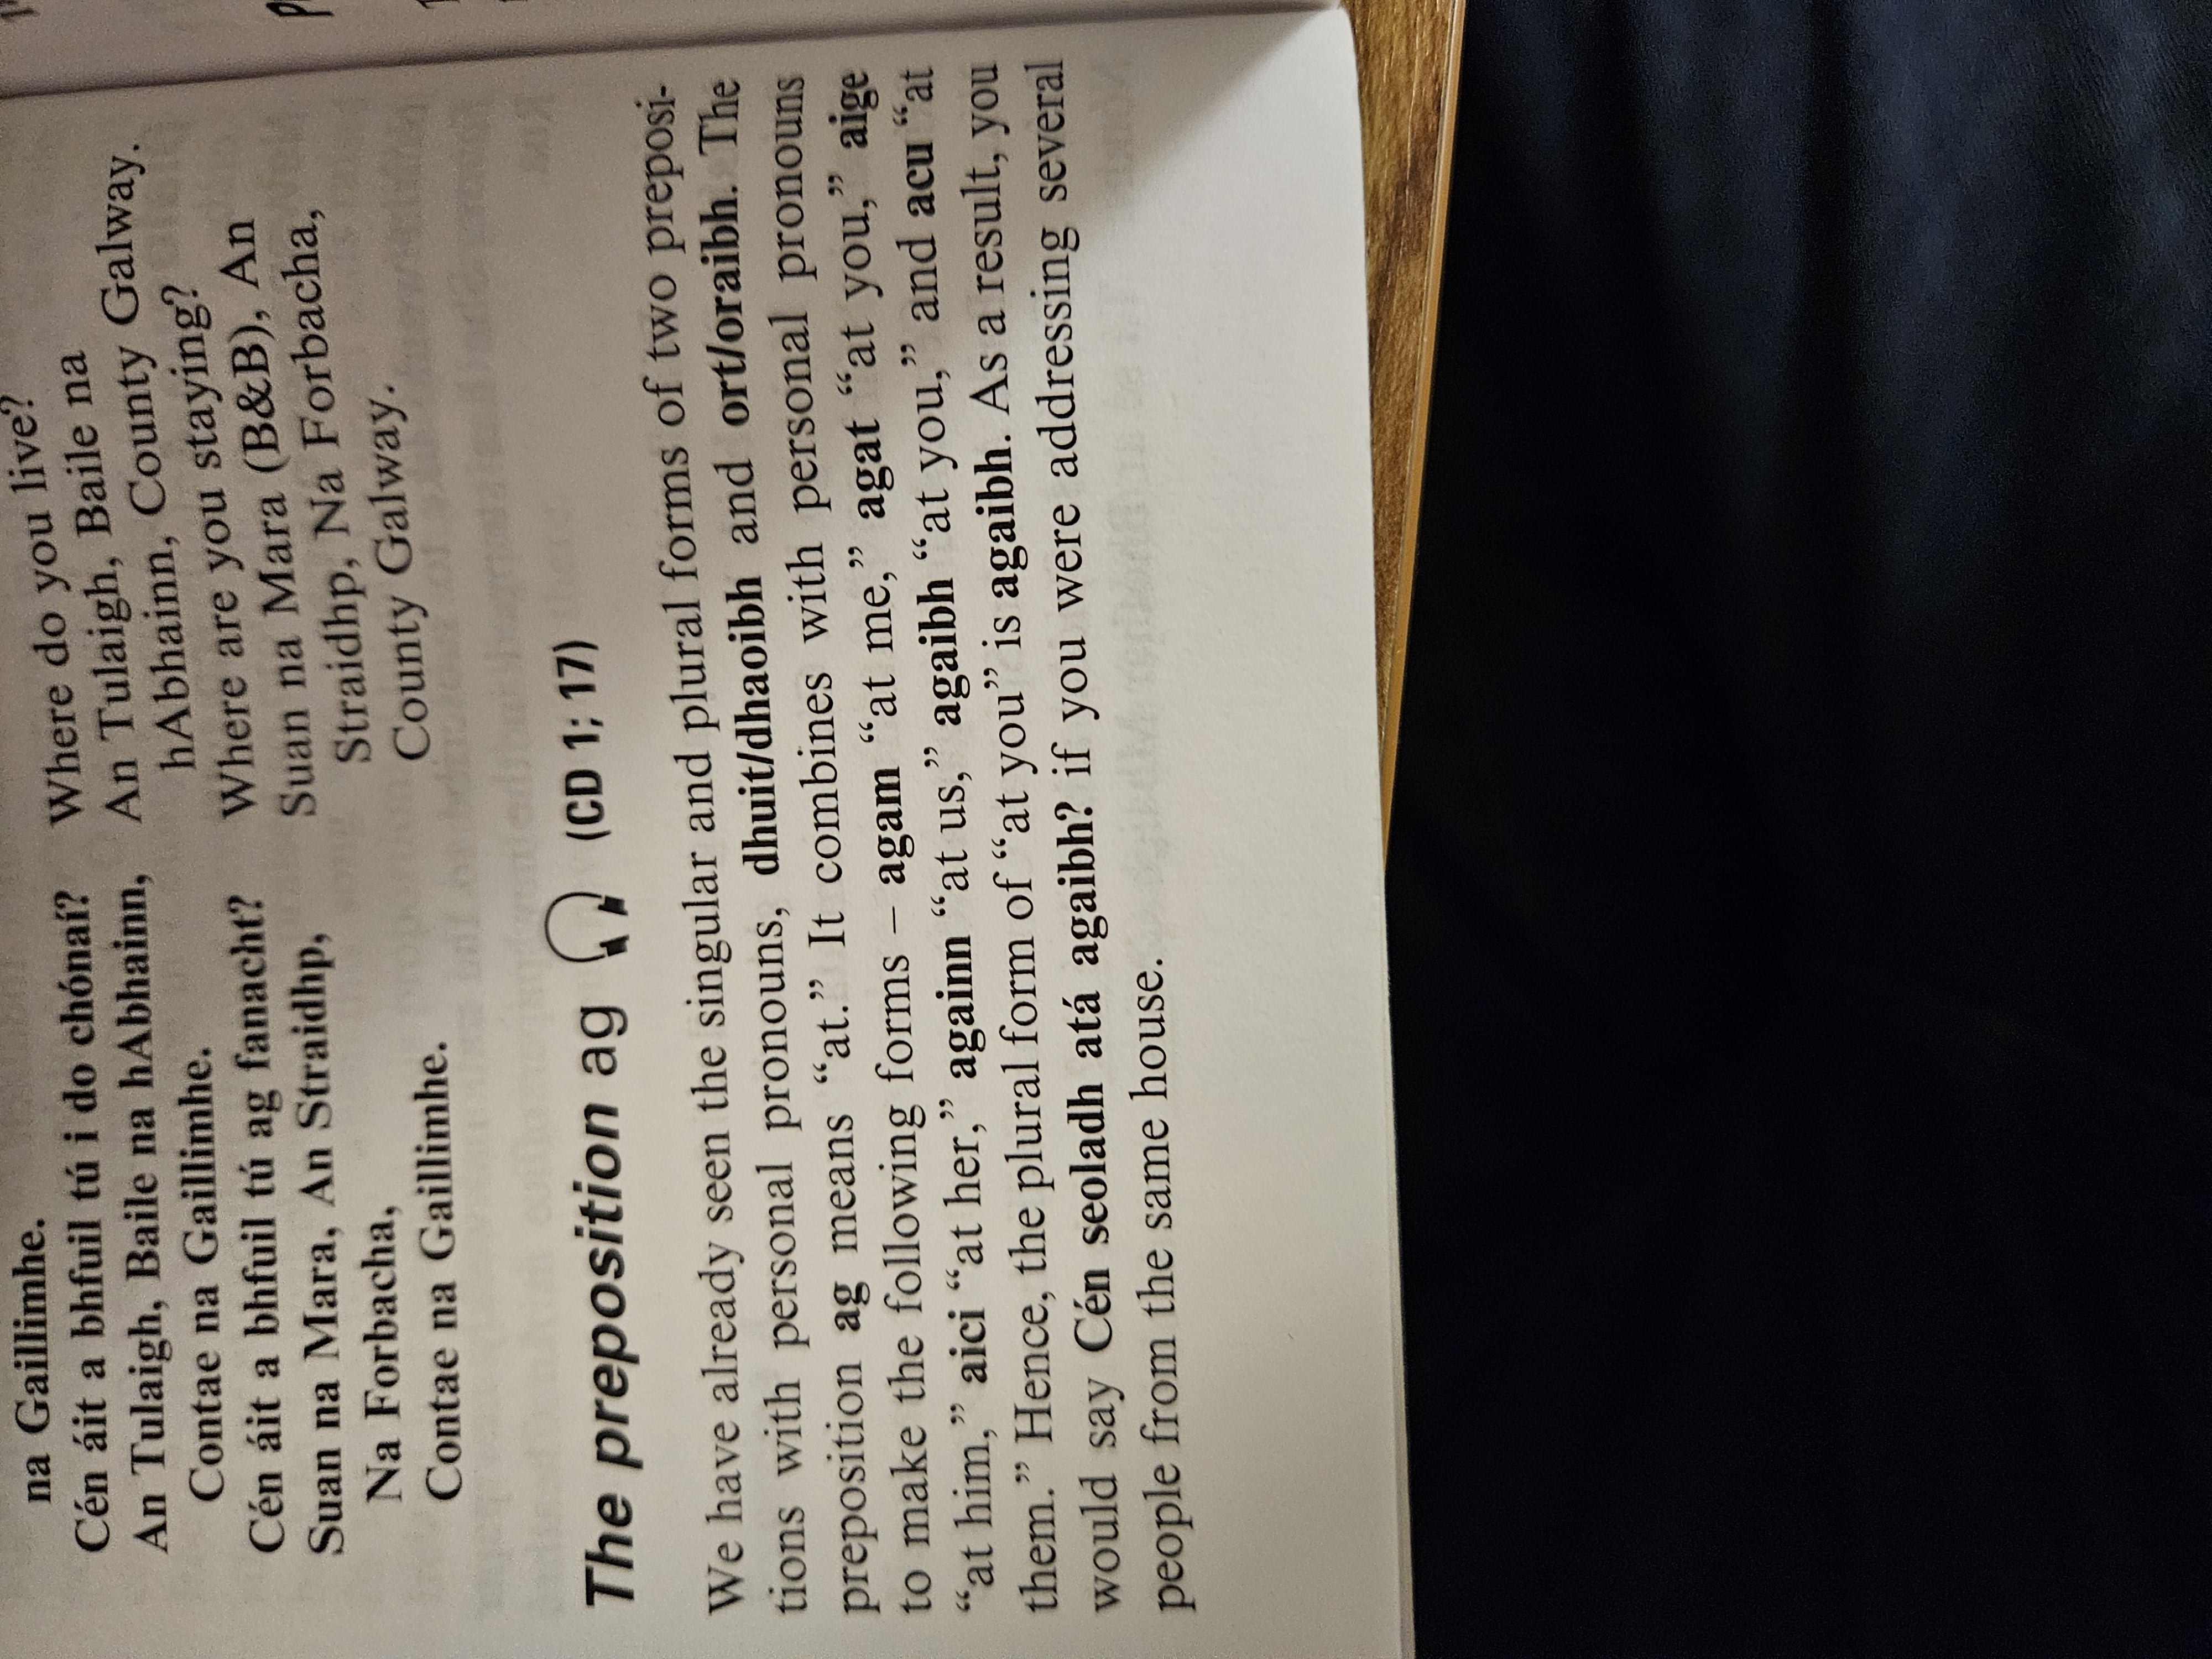 na Gaillimhe.
Cén áit a bhfuil tú i do chónaí?
An Tulaigh, Baile na hAbhainn,
Contae na Gaillimhe.
Cén áit a bhfuil tú ag fanacht?
Suan na Mara, An Straidhp,
Na Forbacha,
Contae na Gaillimhe.
Where do you live?
An Tulaigh, Baile na
hAbhainn, County Galway.
Where are you staying?
Suan na Mara (B&B), An
Straidhp, Na Forbacha,
County Galway.
The preposition ag (CD 1; 17)
We have already seen the singular and plural forms of two preposi-
tions with personal pronouns, dhuit/dhaoibh and ort/oraibh. The
preposition ag means “at.” It combines with personal pronouns
to make the following forms – agam “at me,” agat “at you,” aige
“at him,” aici “at her,” againn “at us,” agaibh “at you,” and acu “at
them.” Hence, the plural form of “at you” is agaibh. As a result, you
would say Cén seoladh atá agaibh? if you were addressing several
people from the same house.